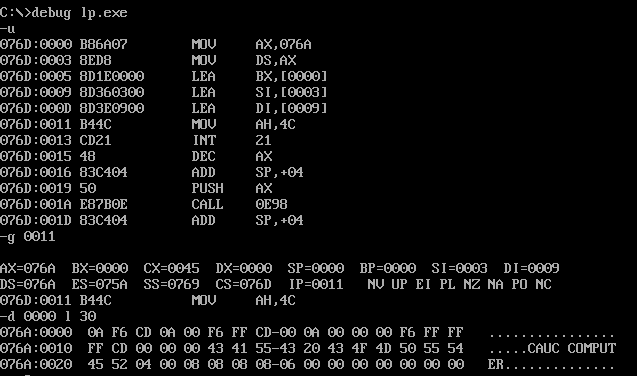 C:\>debug lp.exe
-u
076D:0000 B86A07        MOV     AX,076A
076D:0003 8ED8          MOV     DS,AX
076D:0005 8D1E0000      LEA     BX,[0000]
076D:0009 8D360300      LEA     SI,[0003]
076D:000D 8D3E0900      LEA     DI,[0009]
076D:0011 B44C          MOV     AH,4C
076D:0013 CD21          INT     21
076D:0015 48            DEC     AX
076D:0016 83C404        ADD     SP,+04
076D:0019 50            PUSH    AX
076D:001A E87B0E        CALL    0E98
076D:001D 83C404        ADD     SP,+04
-g 0011
AX=076A  BX=0000  CX=0045  DX=0000  SP=0000  BP=0000  SI=0003  DI=0009
DS=076A  ES=075A  SS=0769  CS=076D  IP=0011   NV UP EI PL NZ NA PO NC
076D:0011 B44C          MOV     AH,4C
-d 0000 l 30
076A:0000  0A F6 CD 0A 00 F6 FF CD-00 0A 00 00 00 F6 FF FF   ................
076A:0010  FF CD 00 00 00 43 41 55-43 20 43 4F 4D 50 55 54   .....CAUC COMPUT
076A:0020  45 52 04 00 08 08 08 08-06 00 00 00 00 00 00 00   ER..............